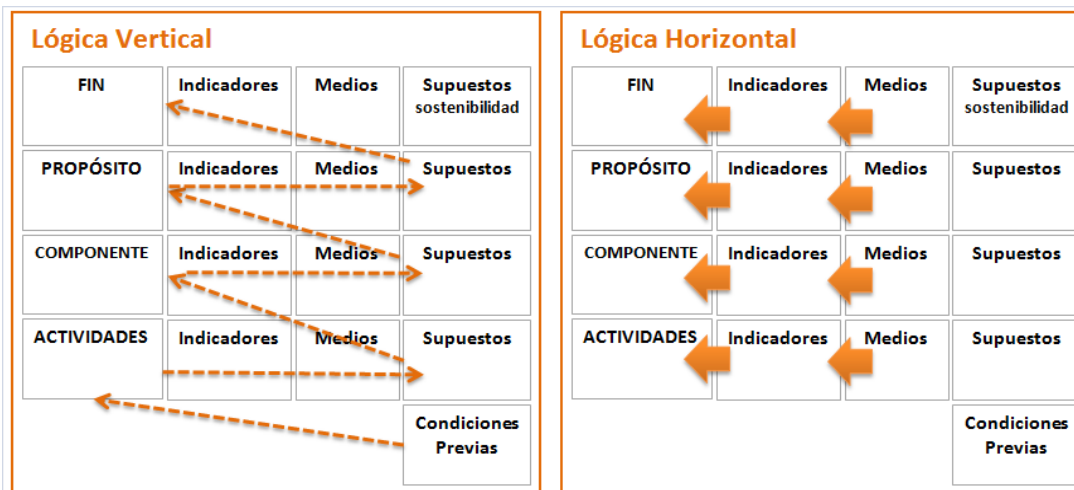 Lógica Vertical
FIN Indicadores Medios Supuestos
sostenibilidad
PROPÓSITO Indicadores Medios Supuestos
COMPONENTE Indicadores Medios Supuestos
ACTIVIDADES Indicadores Medios Supuestos
Condiciones
Previas
Lógica Horizontal
FIN Indicadores Medios Supuestos
sostenibilidad
PROPÓSITO Indicadores Medios Supuestos
COMPONENTE Indicadores Medios Supuestos
ACTIVIDADES Indicadores Medios Supuestos
Condiciones
Previas